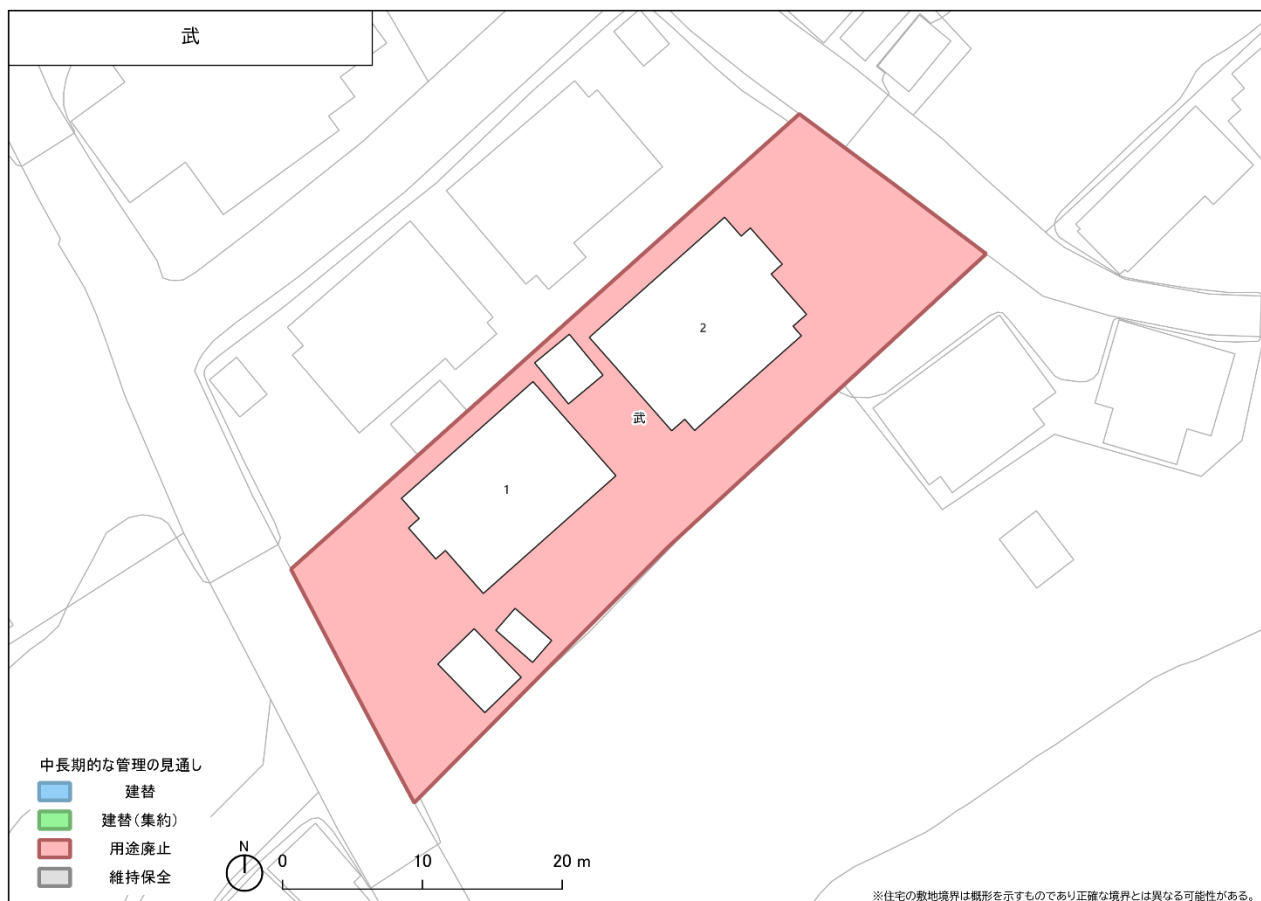 武
2
武
1
中長期的な管理の見通し
建替
建替(集約)
用途廃止
維持保全
N
0 10 20 m
※住宅の敷地境界は概形を示すものであり正確な境界とは異なる可能性がある。